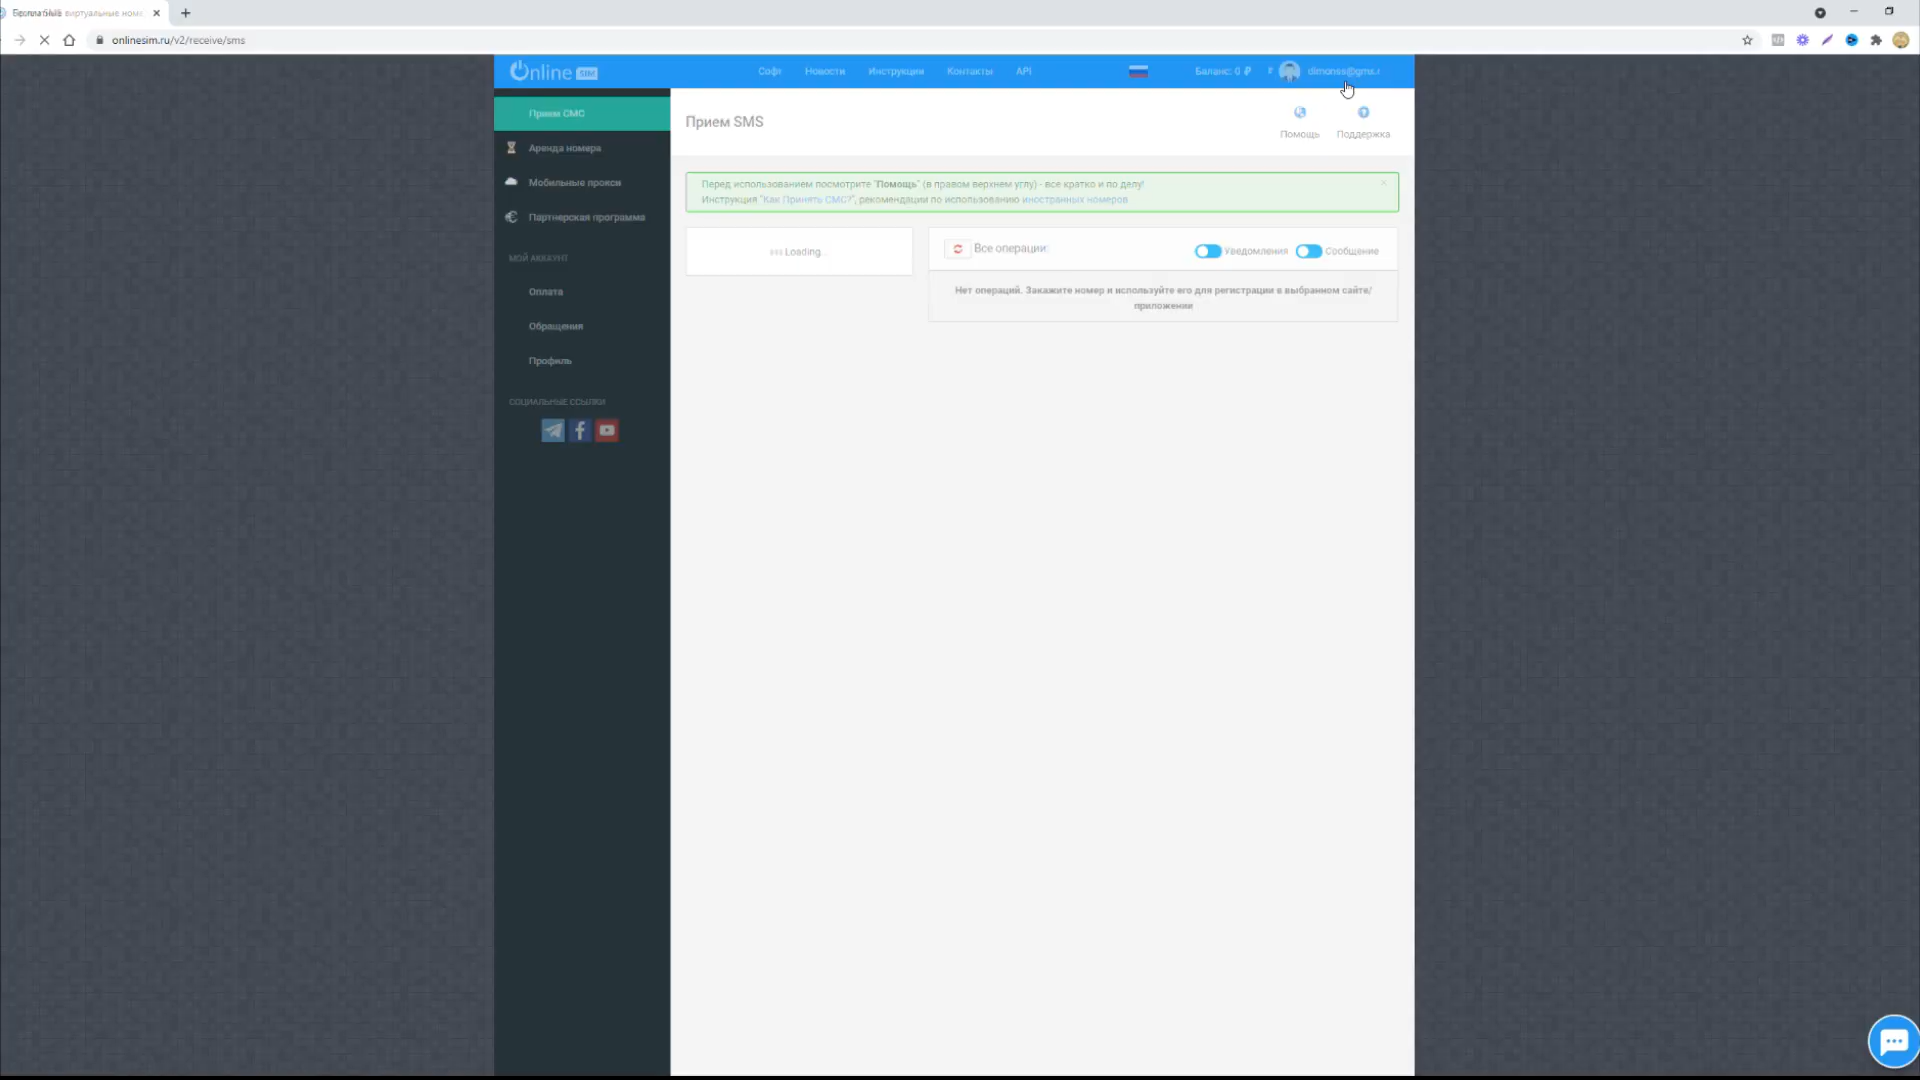 onlinesim.ru/v2/receive/sms
Online SIM
Софт
Новости
Инструкции
Контакты
API
Баланс: 0 ₽
Прием СМС
Аренда номера
Мобильные прокси
Партнерская программа
МОЙ АККАУНТ
Оплата
Обращения
Профиль
СОЦИАЛЬНЫЕ ССЫЛКИ
Прием SMS
Помощь
Поддержка
Перед использованием посмотрите "Помощь" (в правом верхнем углу) - все кратко и по делу!
Инструкция "Как Принять СМС?", рекомендации по использованию иностранных номеров
Loading...
Все операции:
Уведомления
Сообщение
Нет операций. Закажите номер и используйте его для регистрации в выбранном сайте/
приложении